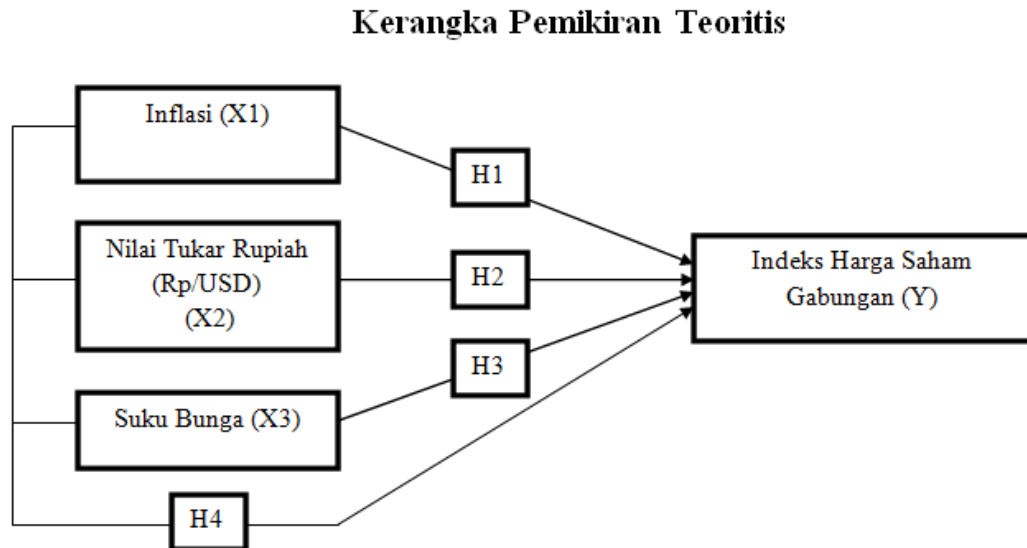 Kerangka Pemikiran Teoritis
Inflasi (X1)
H1
Nilai Tukar Rupiah
(Rp/USD)
(X2)
H2
Indeks Harga Saham
Gabungan (Y)
H3
Suku Bunga (X3)
H4